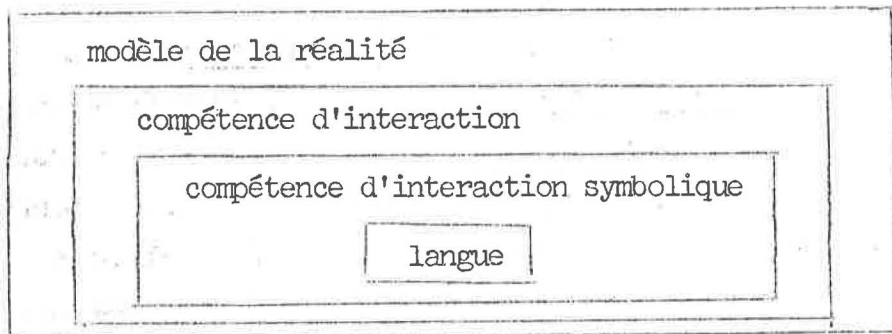 modèle de la réalité
compétence d'interaction
compétence d'interaction symbolique
langue